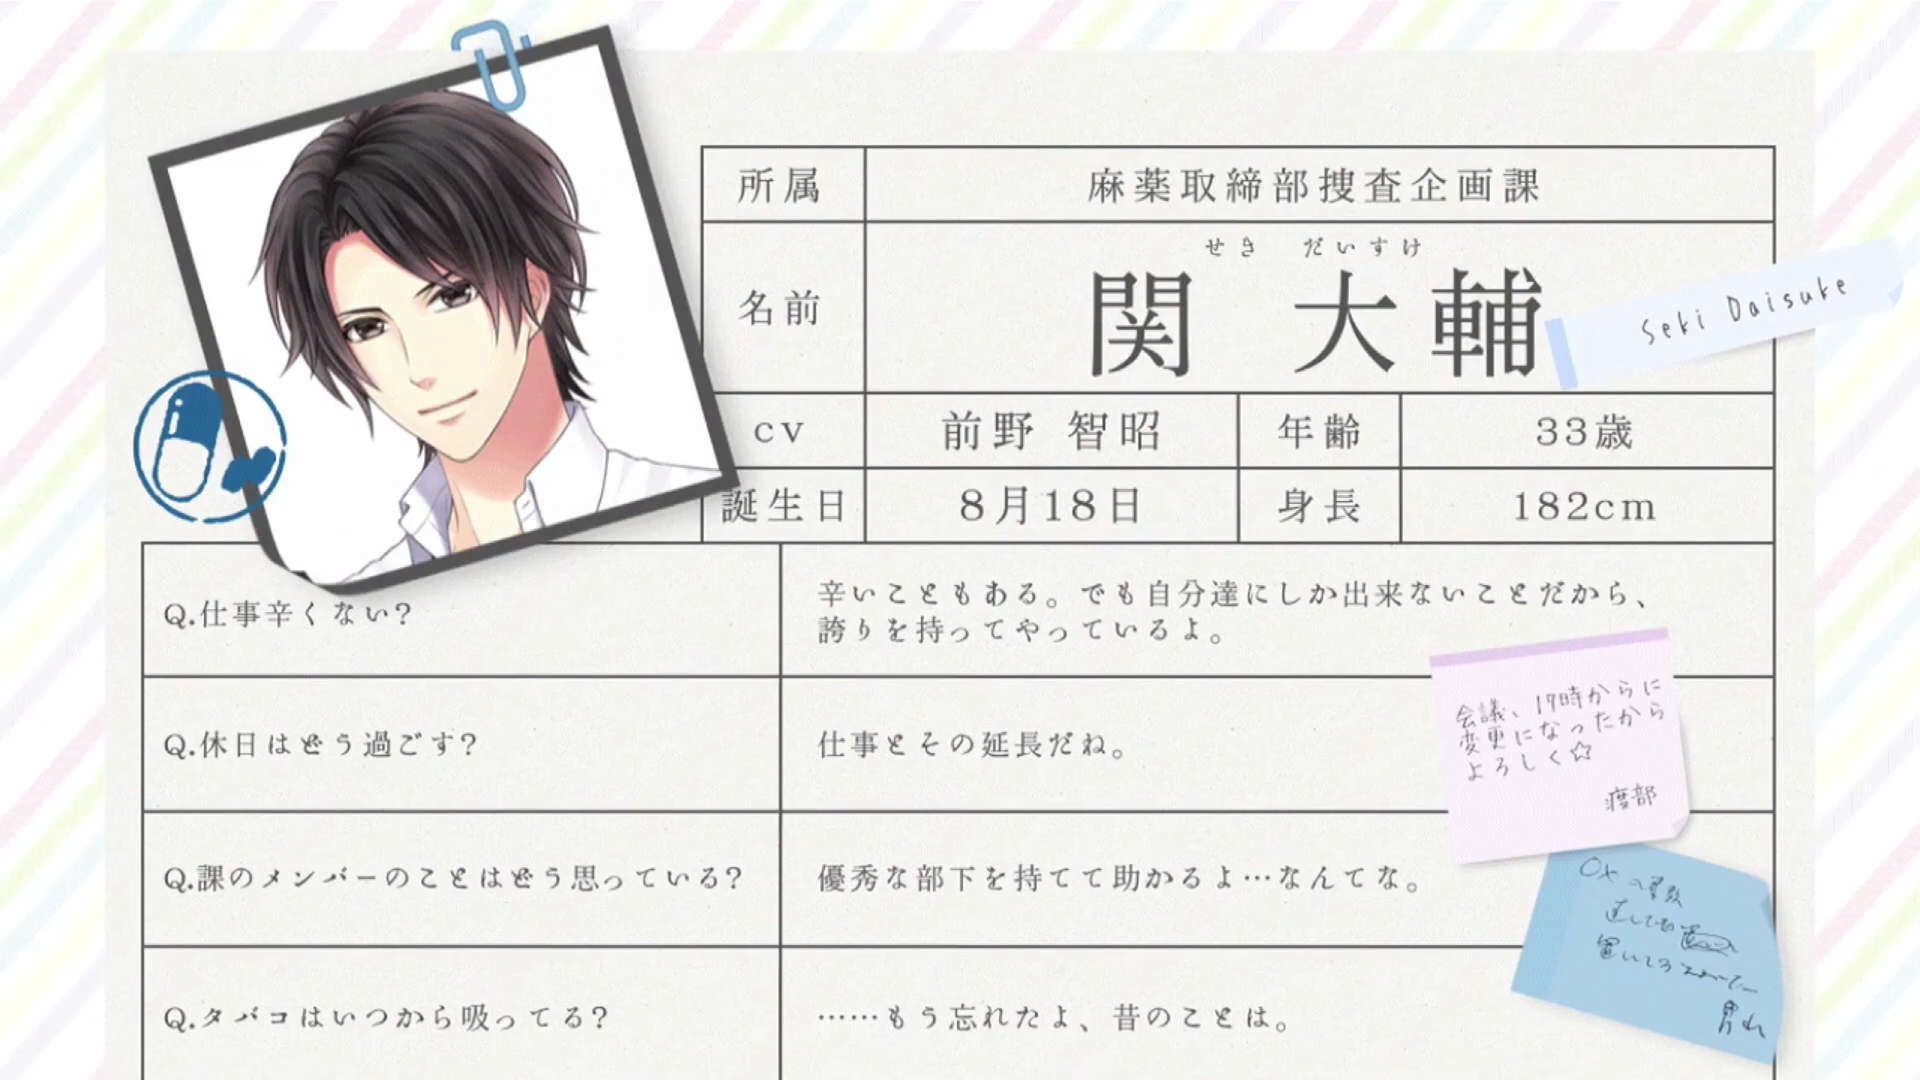 所属
麻薬取締部捜査企画課
名前
せき だいすけ
関 大輔
Seki Daisuke
cv
前野 智昭
年齢
33歳
誕生日
8月18日
身長
182cm
Q.仕事辛くない?
辛いこともある。でも自分達にしか出来ないことだから、
誇りを持ってやっているよ。
Q.休日はどう過ごす?
仕事とその延長だね。
会議、17時からに
変更になったから
よろしく☆
渡部
Q.課のメンバーのことはどう思っている?
優秀な部下を持てて助かるよ…なんてな。
Q.タバコはいつから吸ってる?
……もう忘れたよ、昔のことは。